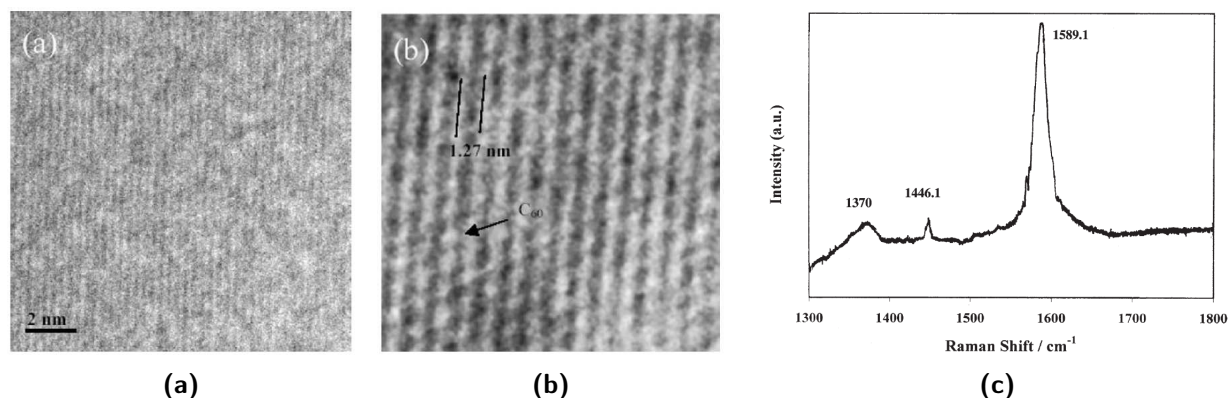 (a)
2 nm
(b)
1.27 nm
C₆₀
1370
1446.1
1589.1
Intensity (a.u.)
1300 1400 1500 1600 1700 1800
Raman Shift / cm⁻¹
(a) (b) (c)